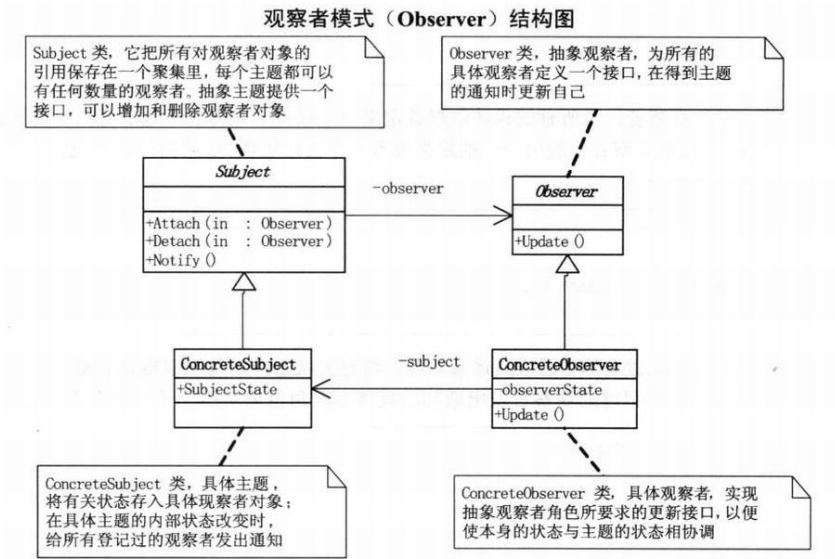 观察者模式（Observer）结构图
Subject 类，它把所有对观察者对象的
引用保存在一个聚集里，每个主题都可以
有任何数量的观察者。抽象主题提供一个
接口，可以增加和删除观察者对象
Observer 类，抽象观察者，为所有的
具体观察者定义一个接口，在得到主题
的通知时更新自己
Subject
+Attach(in : Observer)
+Detach(in : Observer)
+Notify()
-observer
Observer
+Update()
ConcreteSubject
+SubjectState
-subject
ConcreteObserver
-observerState
+Update()
ConcreteSubject 类，具体主题，
将有关状态存入具体现察者对象；
在具体主题的内部状态改变时，
给所有登记过的观察者发出通知
ConcreteObserver 类，具体观察者，实现
抽象观察者角色所要求的更新接口，以便
使本身的状态与主题的状态相协调